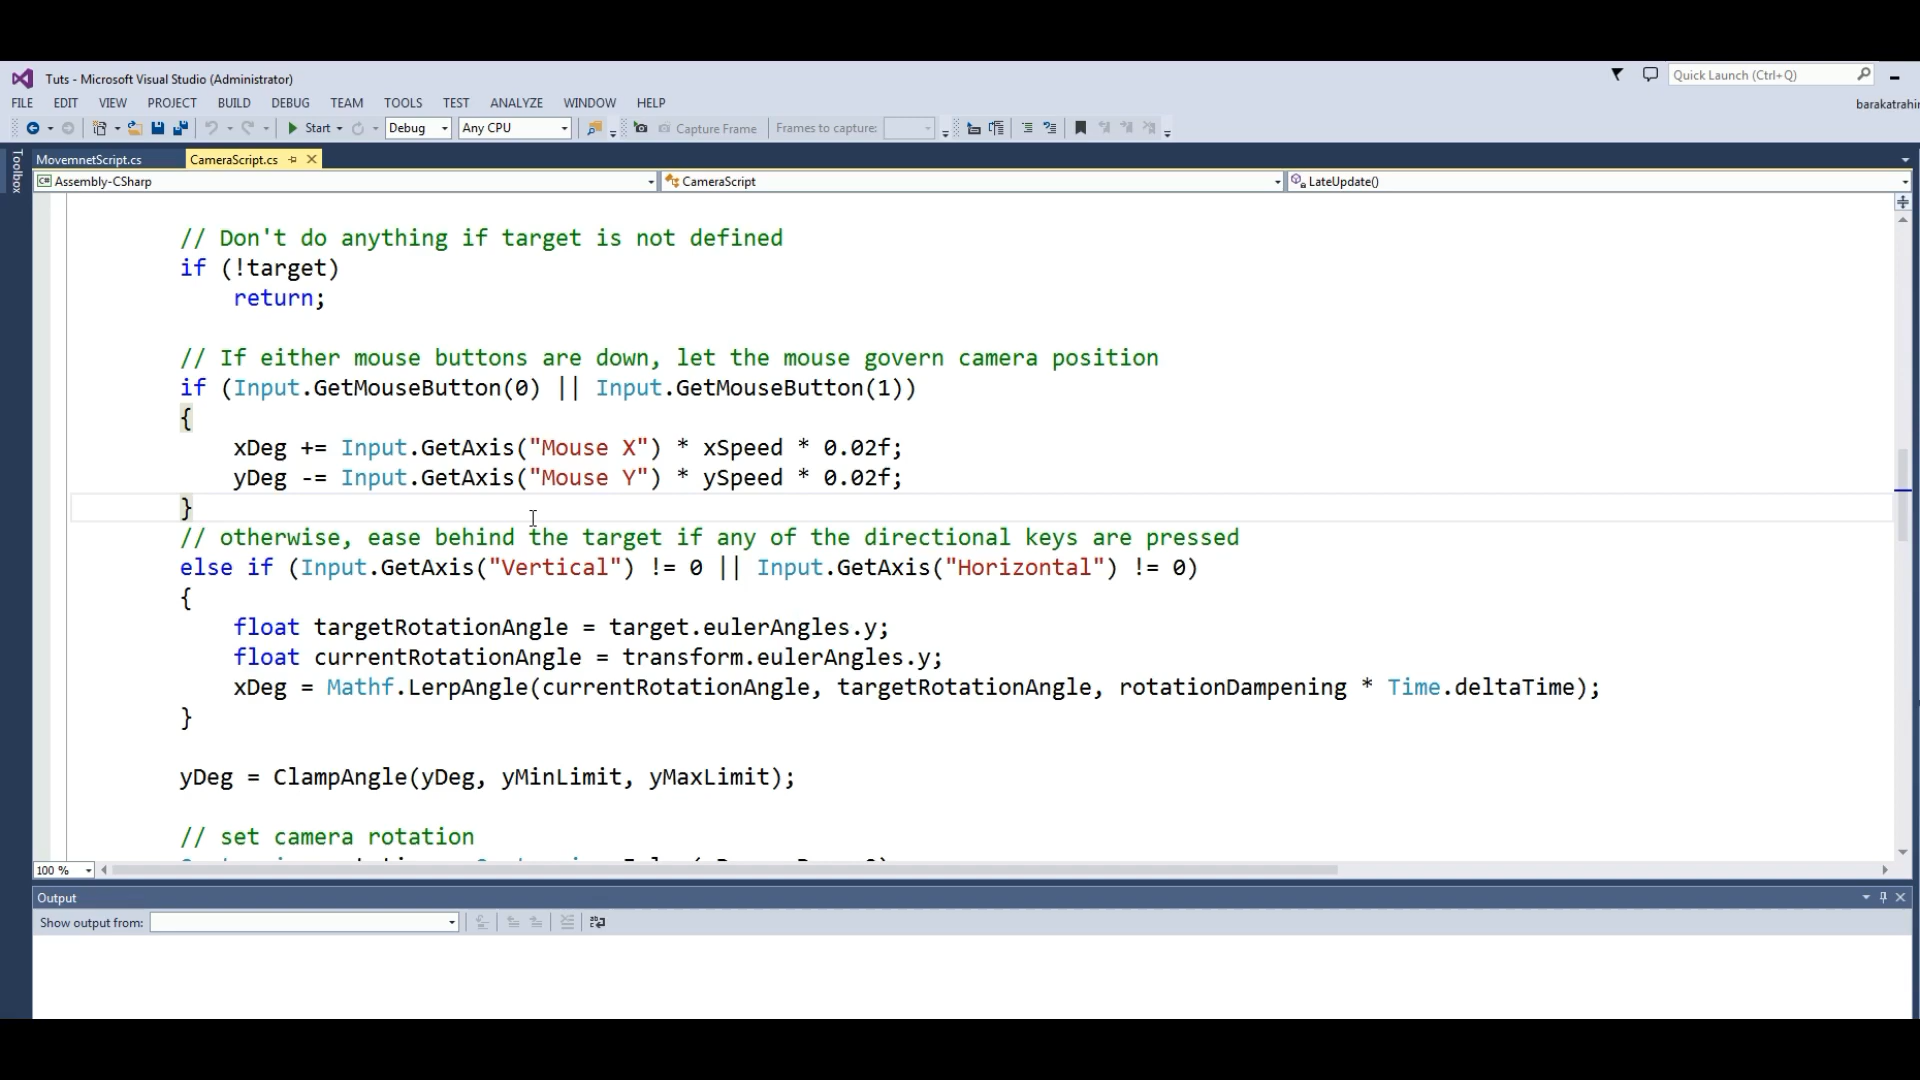 Tuts - Microsoft Visual Studio (Administrator)
Quick Launch (Ctrl+Q)
FILE EDIT VIEW PROJECT BUILD DEBUG TEAM TOOLS TEST ANALYZE WINDOW HELP
barakatrahir
Start Debug Any CPU Capture Frame Frames to capture:
Toolbox
MovemnetScript.cs CameraScript.cs
Assembly-CSharp CameraScript LateUpdate()
// Don't do anything if target is not defined
if (!target)
return;
// If either mouse buttons are down, let the mouse govern camera position
if (Input.GetMouseButton(0) || Input.GetMouseButton(1))
{
xDeg += Input.GetAxis("Mouse X") * xSpeed * 0.02f;
yDeg -= Input.GetAxis("Mouse Y") * ySpeed * 0.02f;
}
// otherwise, ease behind the target if any of the directional keys are pressed
else if (Input.GetAxis("Vertical") != 0 || Input.GetAxis("Horizontal") != 0)
{
float targetRotationAngle = target.eulerAngles.y;
float currentRotationAngle = transform.eulerAngles.y;
xDeg = Mathf.LerpAngle(currentRotationAngle, targetRotationAngle, rotationDampening * Time.deltaTime);
}
yDeg = ClampAngle(yDeg, yMinLimit, yMaxLimit);
// set camera rotation
100 %
Output
Show output from: